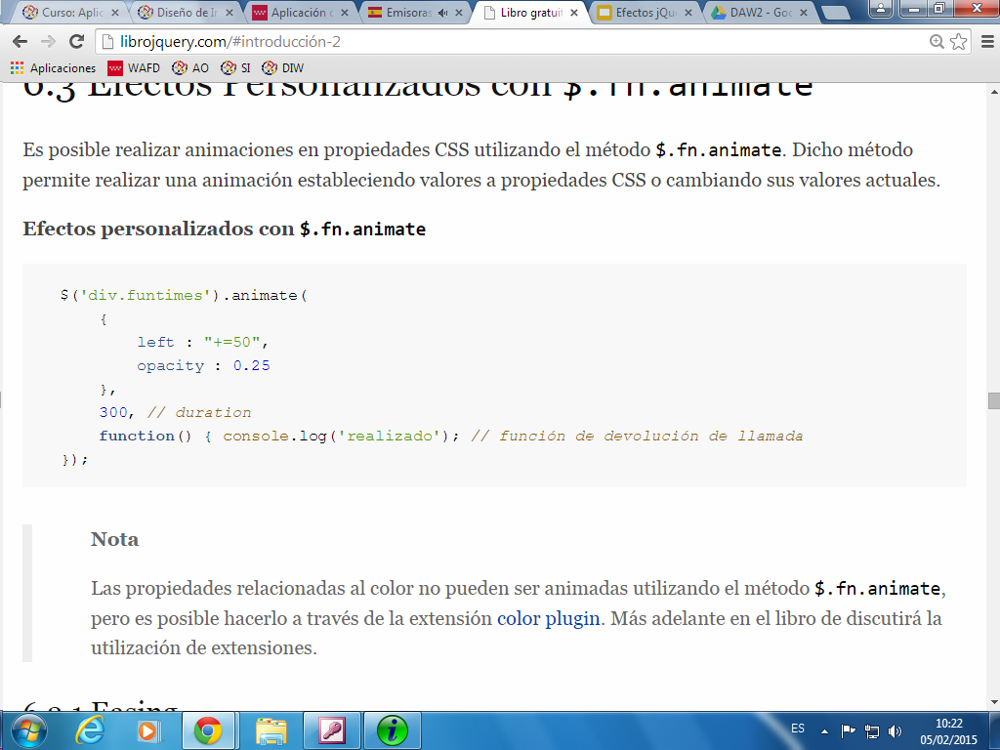 Curso: Aplic
Diseño de In
Aplicación d
Emisoras
Libro gratuit
Efectos jQue
DAW2 - Goo
librojquery.com/#introducción-2
Aplicaciones WAFD AO SI DIW
6.3 Efectos Personalizados con $.fn.animate
Es posible realizar animaciones en propiedades CSS utilizando el método $.fn.animate. Dicho método
permite realizar una animación estableciendo valores a propiedades CSS o cambiando sus valores actuales.
Efectos personalizados con $.fn.animate
$('div.funtimes').animate(
{
left : "+=50",
opacity : 0.25
},
300, // duration
function() { console.log('realizado'); // función de devolución de llamada
});
Nota
Las propiedades relacionadas al color no pueden ser animadas utilizando el método $.fn.animate,
pero es posible hacerlo a través de la extensión color plugin. Más adelante en el libro de discutirá la
utilización de extensiones.
6.3.1 Easing
ES
10:22
05/02/2015